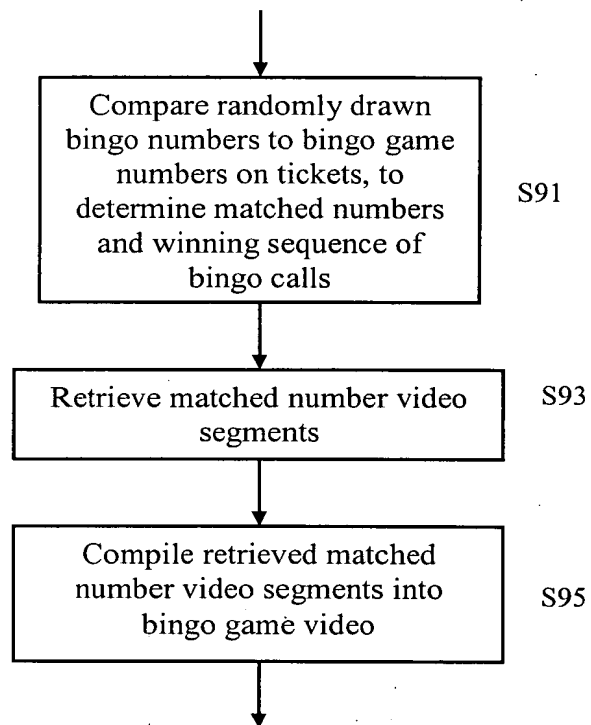 Compare randomly drawn
bingo numbers to bingo game
numbers on tickets, to
determine matched numbers
and winning sequence of
bingo calls
S91
Retrieve matched number video
segments
S93
Compile retrieved matched
number video segments into
bingo game video
S95